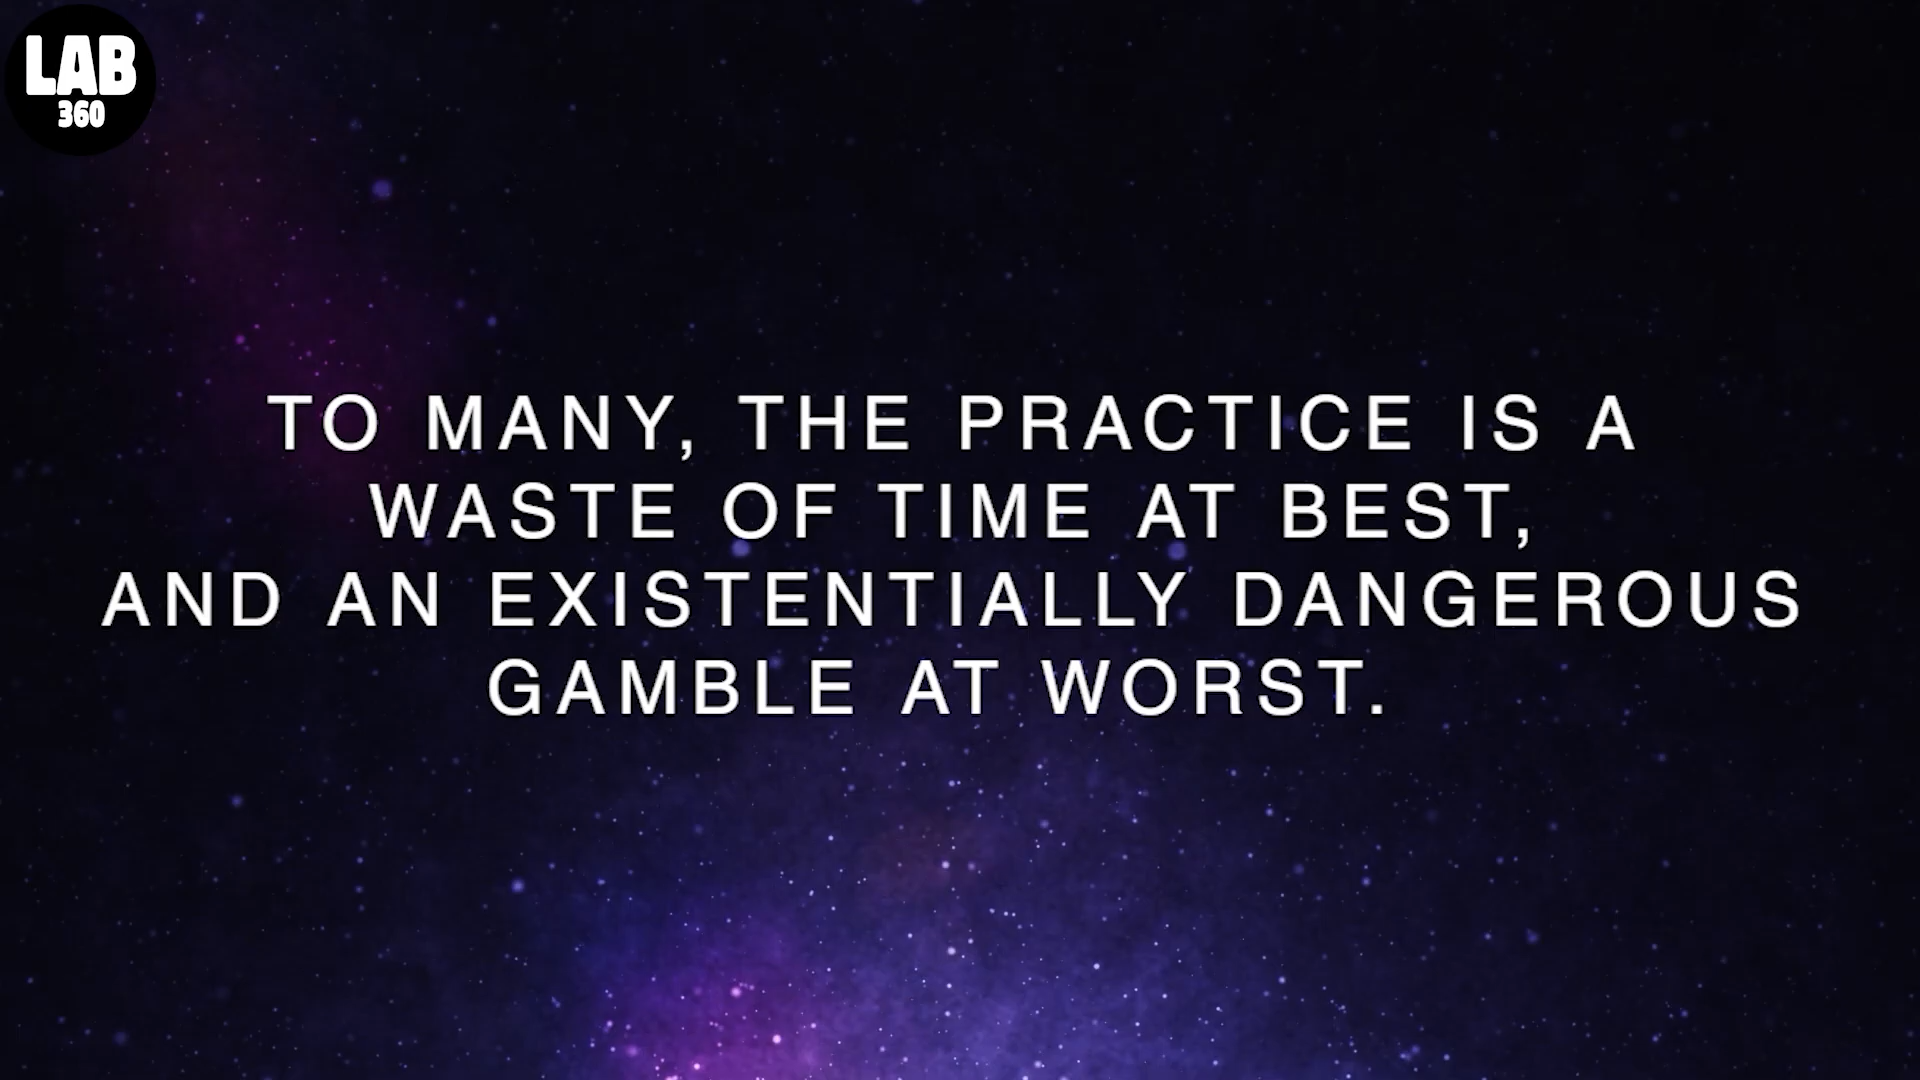 LAB
360
TO MANY, THE PRACTICE IS A
WASTE OF TIME AT BEST,
AND AN EXISTENTIALLY DANGEROUS
GAMBLE AT WORST.